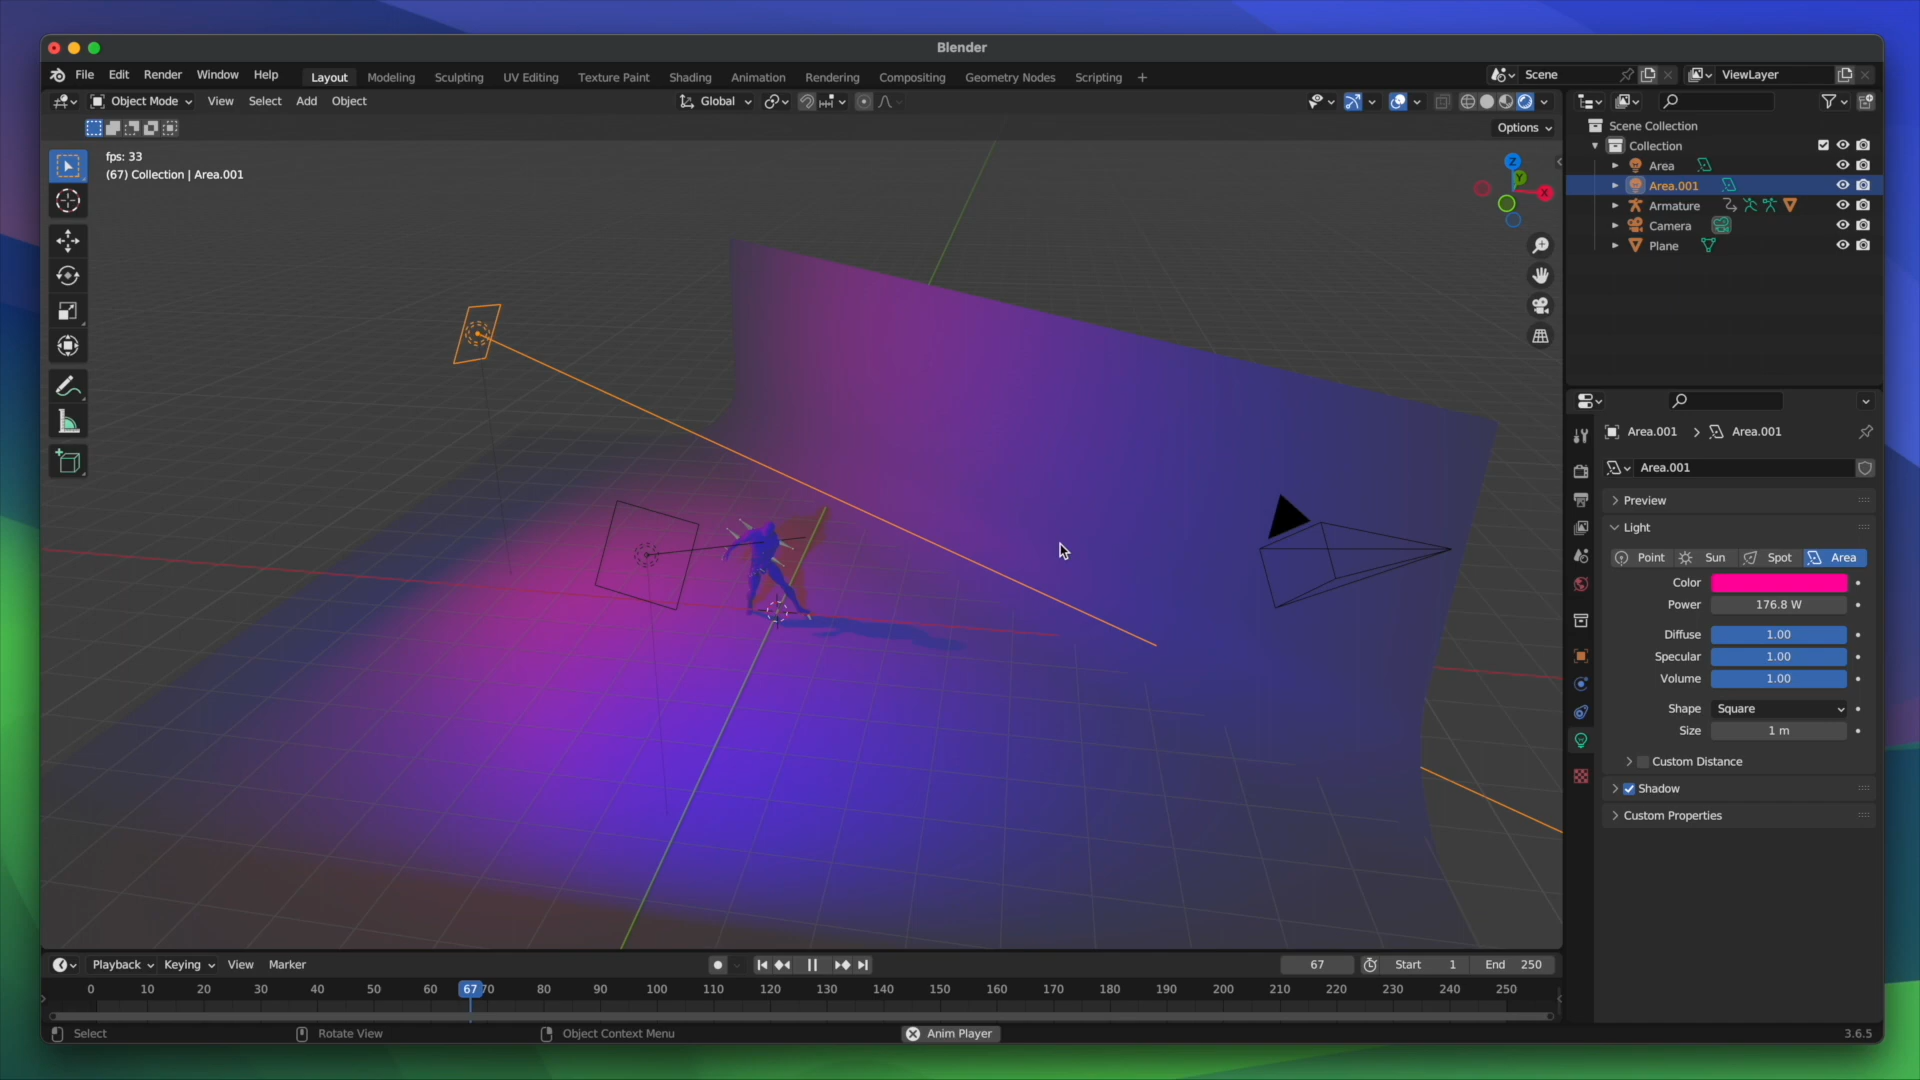 Blender
File Edit Render Window Help Layout Modeling Sculpting UV Editing Texture Paint Shading Animation Rendering Compositing Geometry Nodes Scripting + Scene ViewLayer
Object Mode View Select Add Object Global
Options
fps: 33
(67) Collection | Area.001
Z
Y
X
Scene Collection
Collection
Area
Area.001
Armature
Camera
Plane
Area.001 > Area.001
Area.001
Preview
Light
Point Sun Spot Area
Color
Power 176.8 W
Diffuse 1.00
Specular 1.00
Volume 1.00
Shape Square
Size 1 m
Custom Distance
Shadow
Custom Properties
Playback Keying View Marker 67 Start 1 End 250
0 10 20 30 40 50 60 67 70 80 90 100 110 120 130 140 150 160 170 180 190 200 210 220 230 240 250
Select Rotate View Object Context Menu Anim Player 3.6.5